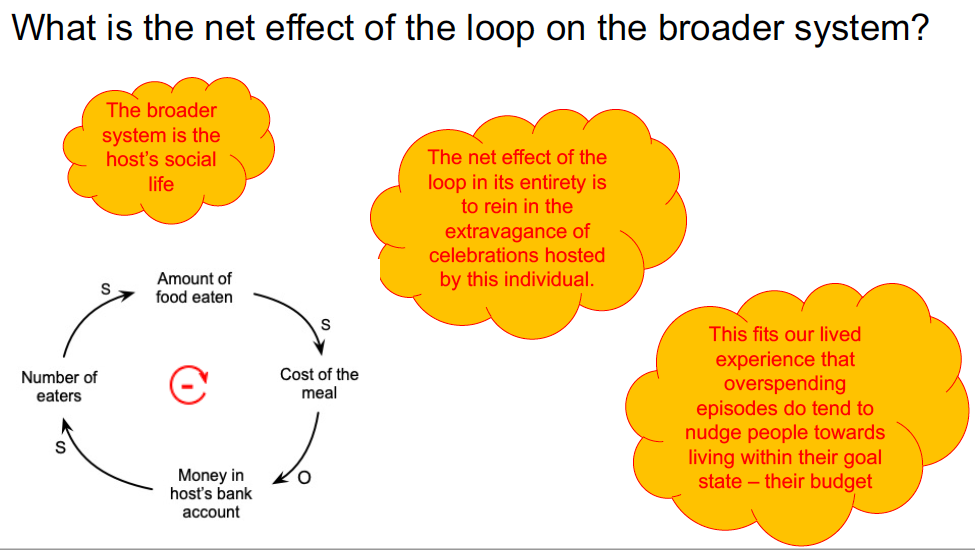 What is the net effect of the loop on the broader system?
The broader
system is the
host's social
life
The net effect of the
loop in its entirety is
to rein in the
extravagance of
celebrations hosted
by this individual.
This fits our lived
experience that
overspending
episodes do tend to
nudge people towards
living within their goal
state – their budget
S
Amount of
food eaten
S
Cost of the
meal
O
Money in
host's bank
account
S
Number of
eaters
-